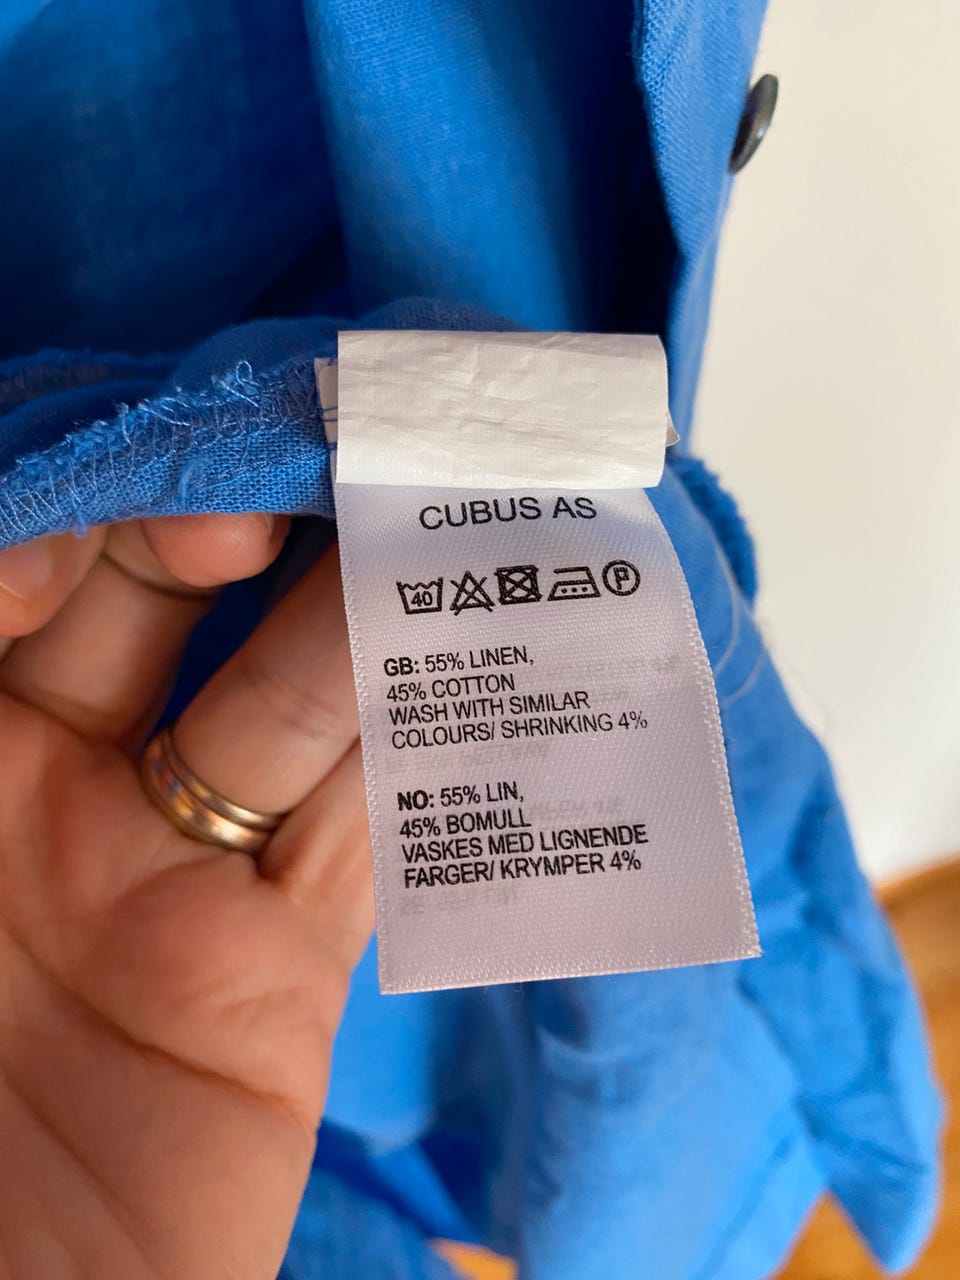 CUBUS AS
40 P
GB: 55% LINEN,
45% COTTON
WASH WITH SIMILAR
COLOURS/ SHRINKING 4%
NO: 55% LIN,
45% BOMULL
VASKES MED LIGNENDE
FARGER/ KRYMPER 4%